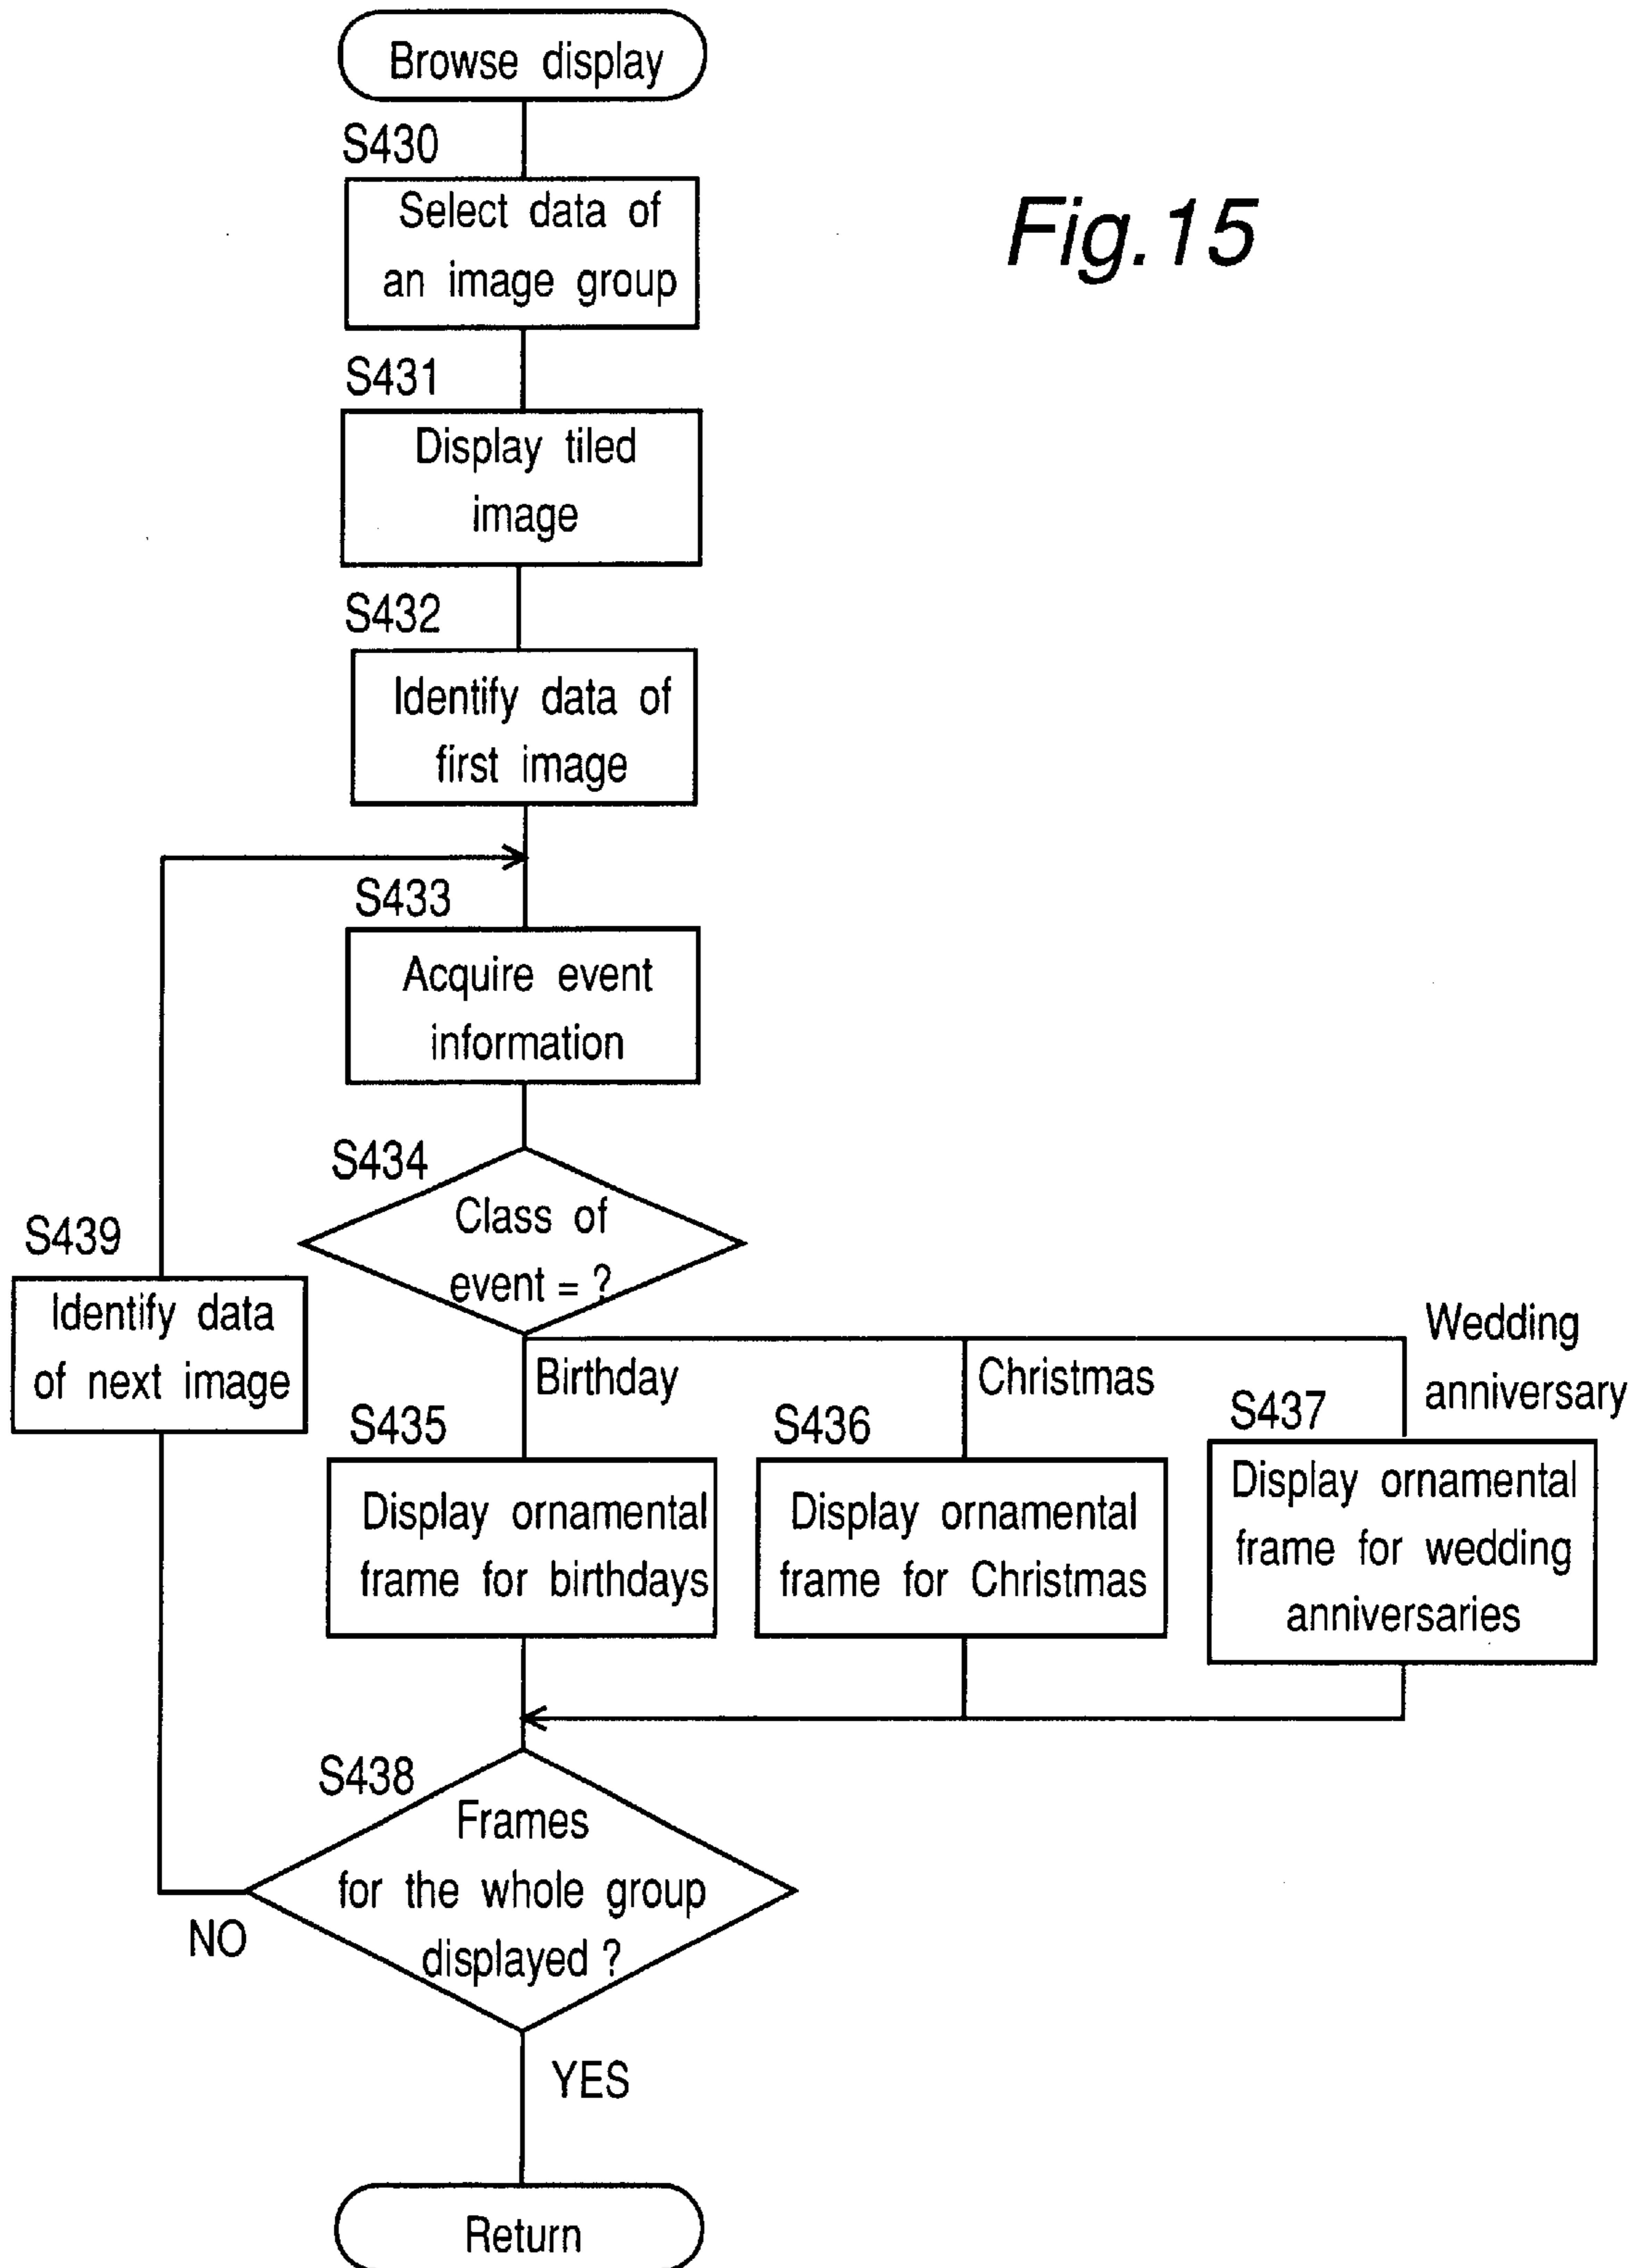 Browse display
S430
Select data of
an image group
Fig.15
S431
Display tiled
image
S432
Identify data of
first image
S433
Acquire event
information
S434
Class of
event = ?
S439
Identify data
of next image
Birthday
Christmas
Wedding
anniversary
S435
Display ornamental
frame for birthdays
S436
Display ornamental
frame for Christmas
S437
Display ornamental
frame for wedding
anniversaries
S438
Frames
for the whole group
displayed ?
NO
YES
Return